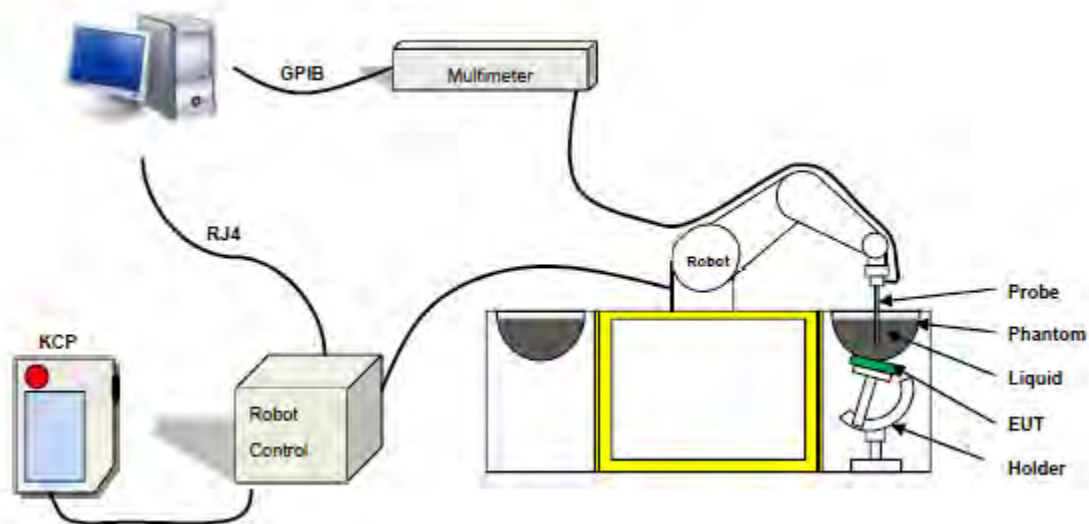 GPIB
Multimeter
RJ4
Robot
Probe
Phantom
KCP
Liquid
Robot
Control
EUT
Holder